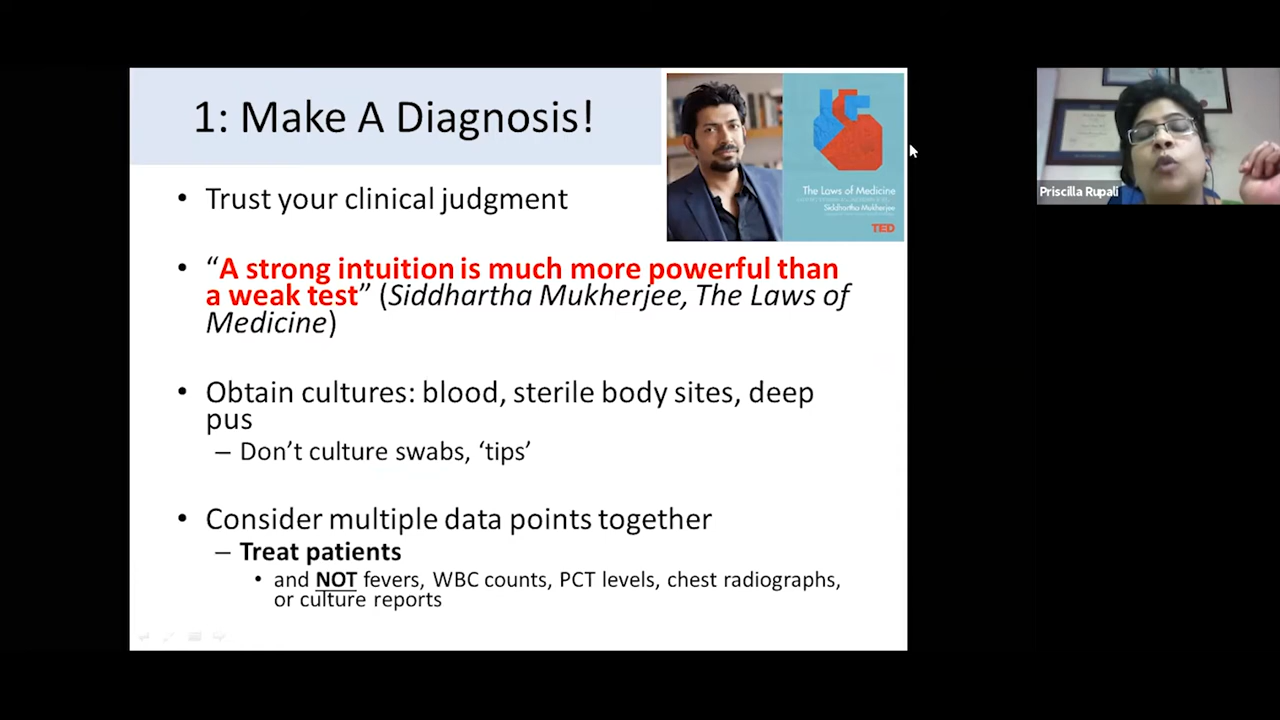 1: Make A Diagnosis!
The Laws of Medicine
Siddhartha Mukherjee
TED
Priscilla Rupali
• Trust your clinical judgment
• “A strong intuition is much more powerful than
a weak test” (Siddhartha Mukherjee, The Laws of
Medicine)
• Obtain cultures: blood, sterile body sites, deep
pus
– Don’t culture swabs, ‘tips’
• Consider multiple data points together
– Treat patients
• and NOT fevers, WBC counts, PCT levels, chest radiographs,
or culture reports